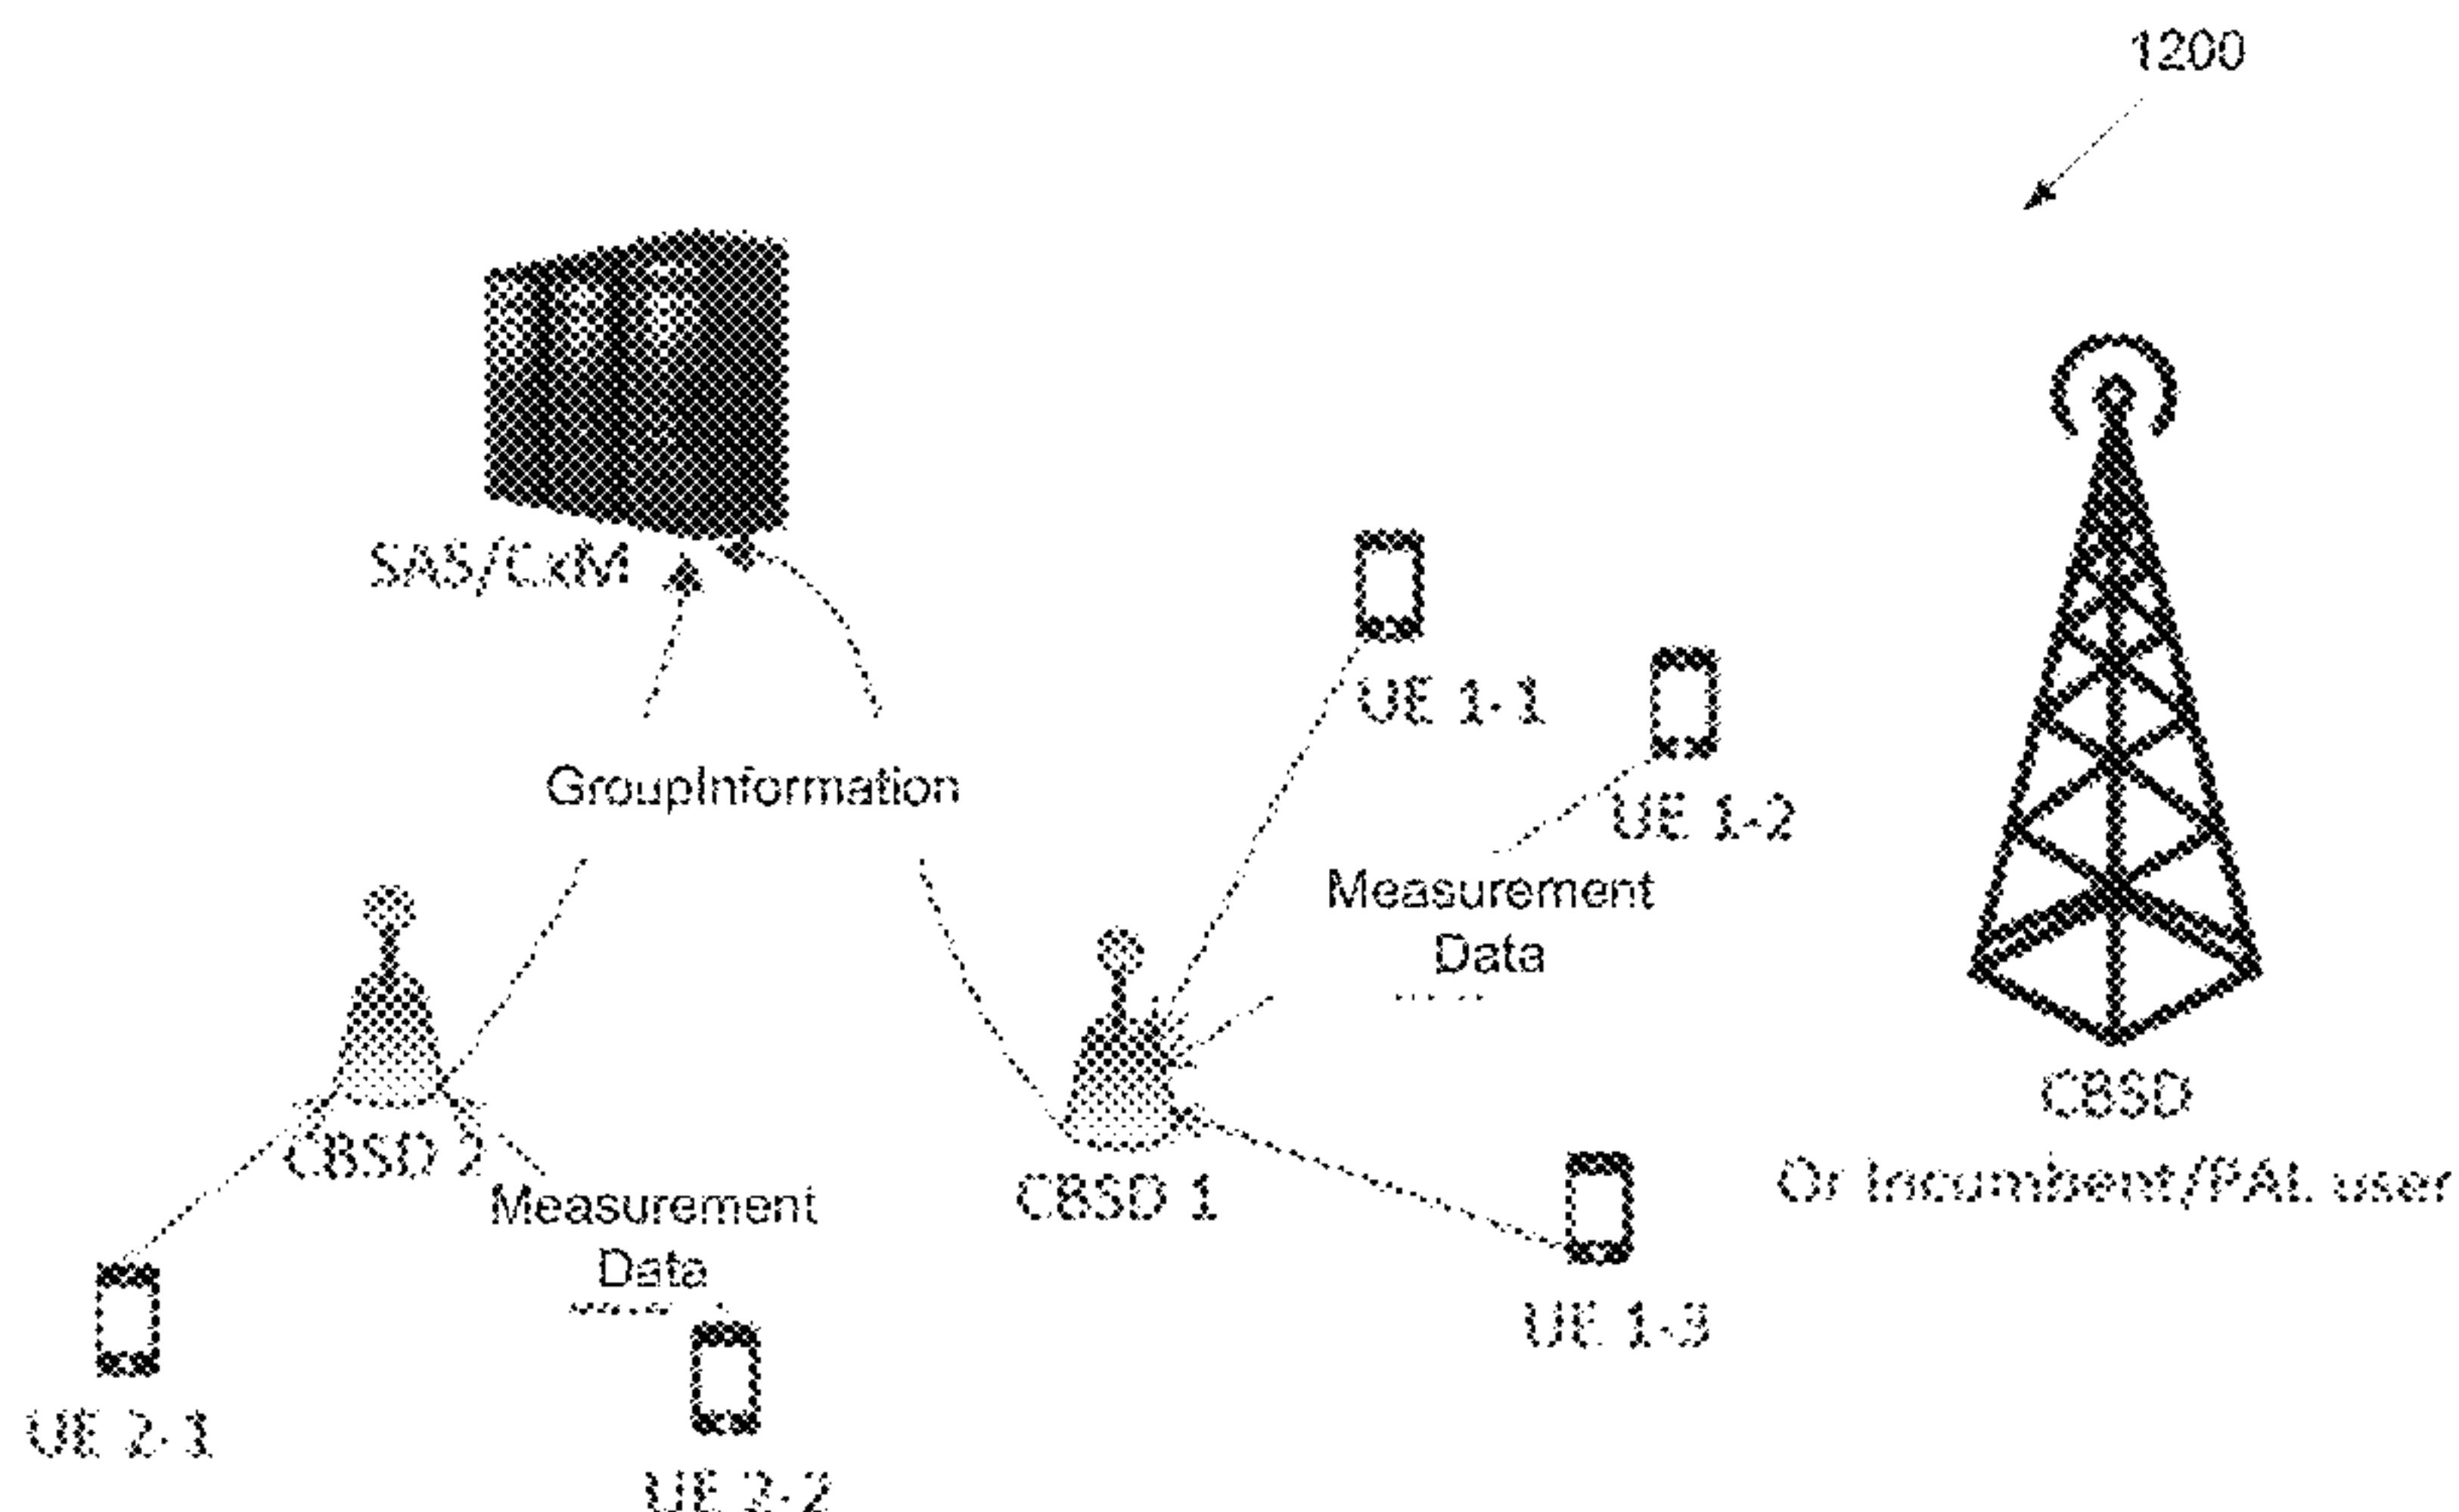 1200
SAS/CxM
UE 1-1
GroupInformation
UE 1-2
Measurement
Data
CBSD
CBSD 2
Or Incumbent/PAL user
CBSD 1
Measurement
Data
UE 1-3
UE 2-1
UE 2-2